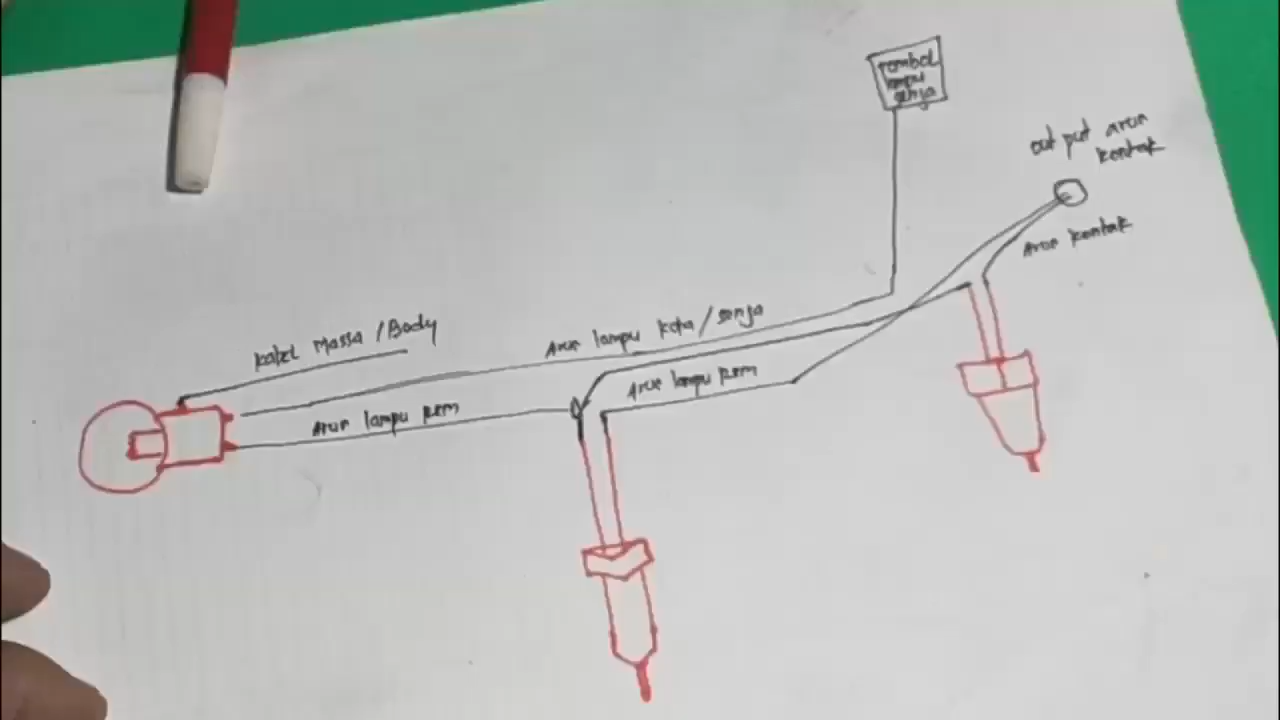 tombol
lampu
senja
out put arus
kontak
Arus kontak
kabel Massa / Body
Arus lampu kota / senja
Arus lampu rem
Arus lampu rem